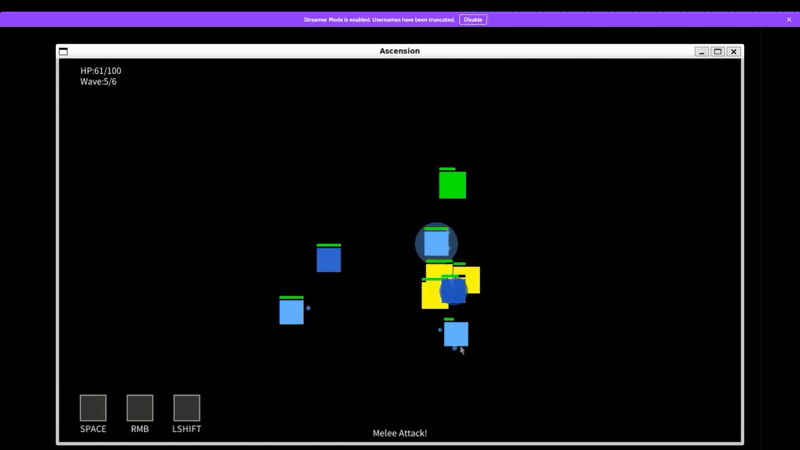 Streamer Mode is enabled. Usernames have been truncated. Disable
Ascension
HP:61/100
Wave:5/6
SPACE RMB LSHIFT
Melee Attack!